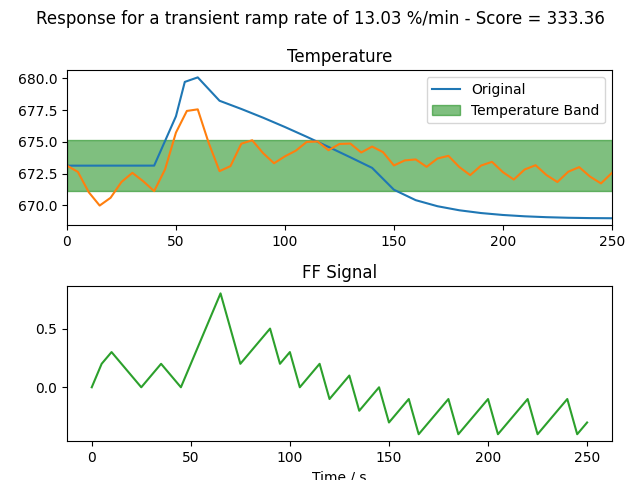 Response for a transient ramp rate of 13.03 %/min - Score = 333.36
Temperature
680.0
677.5
675.0
672.5
670.0
Original
Temperature Band
0 50 100 150 200 250
FF Signal
0.5
0.0
0 50 100 150 200 250
Time / s